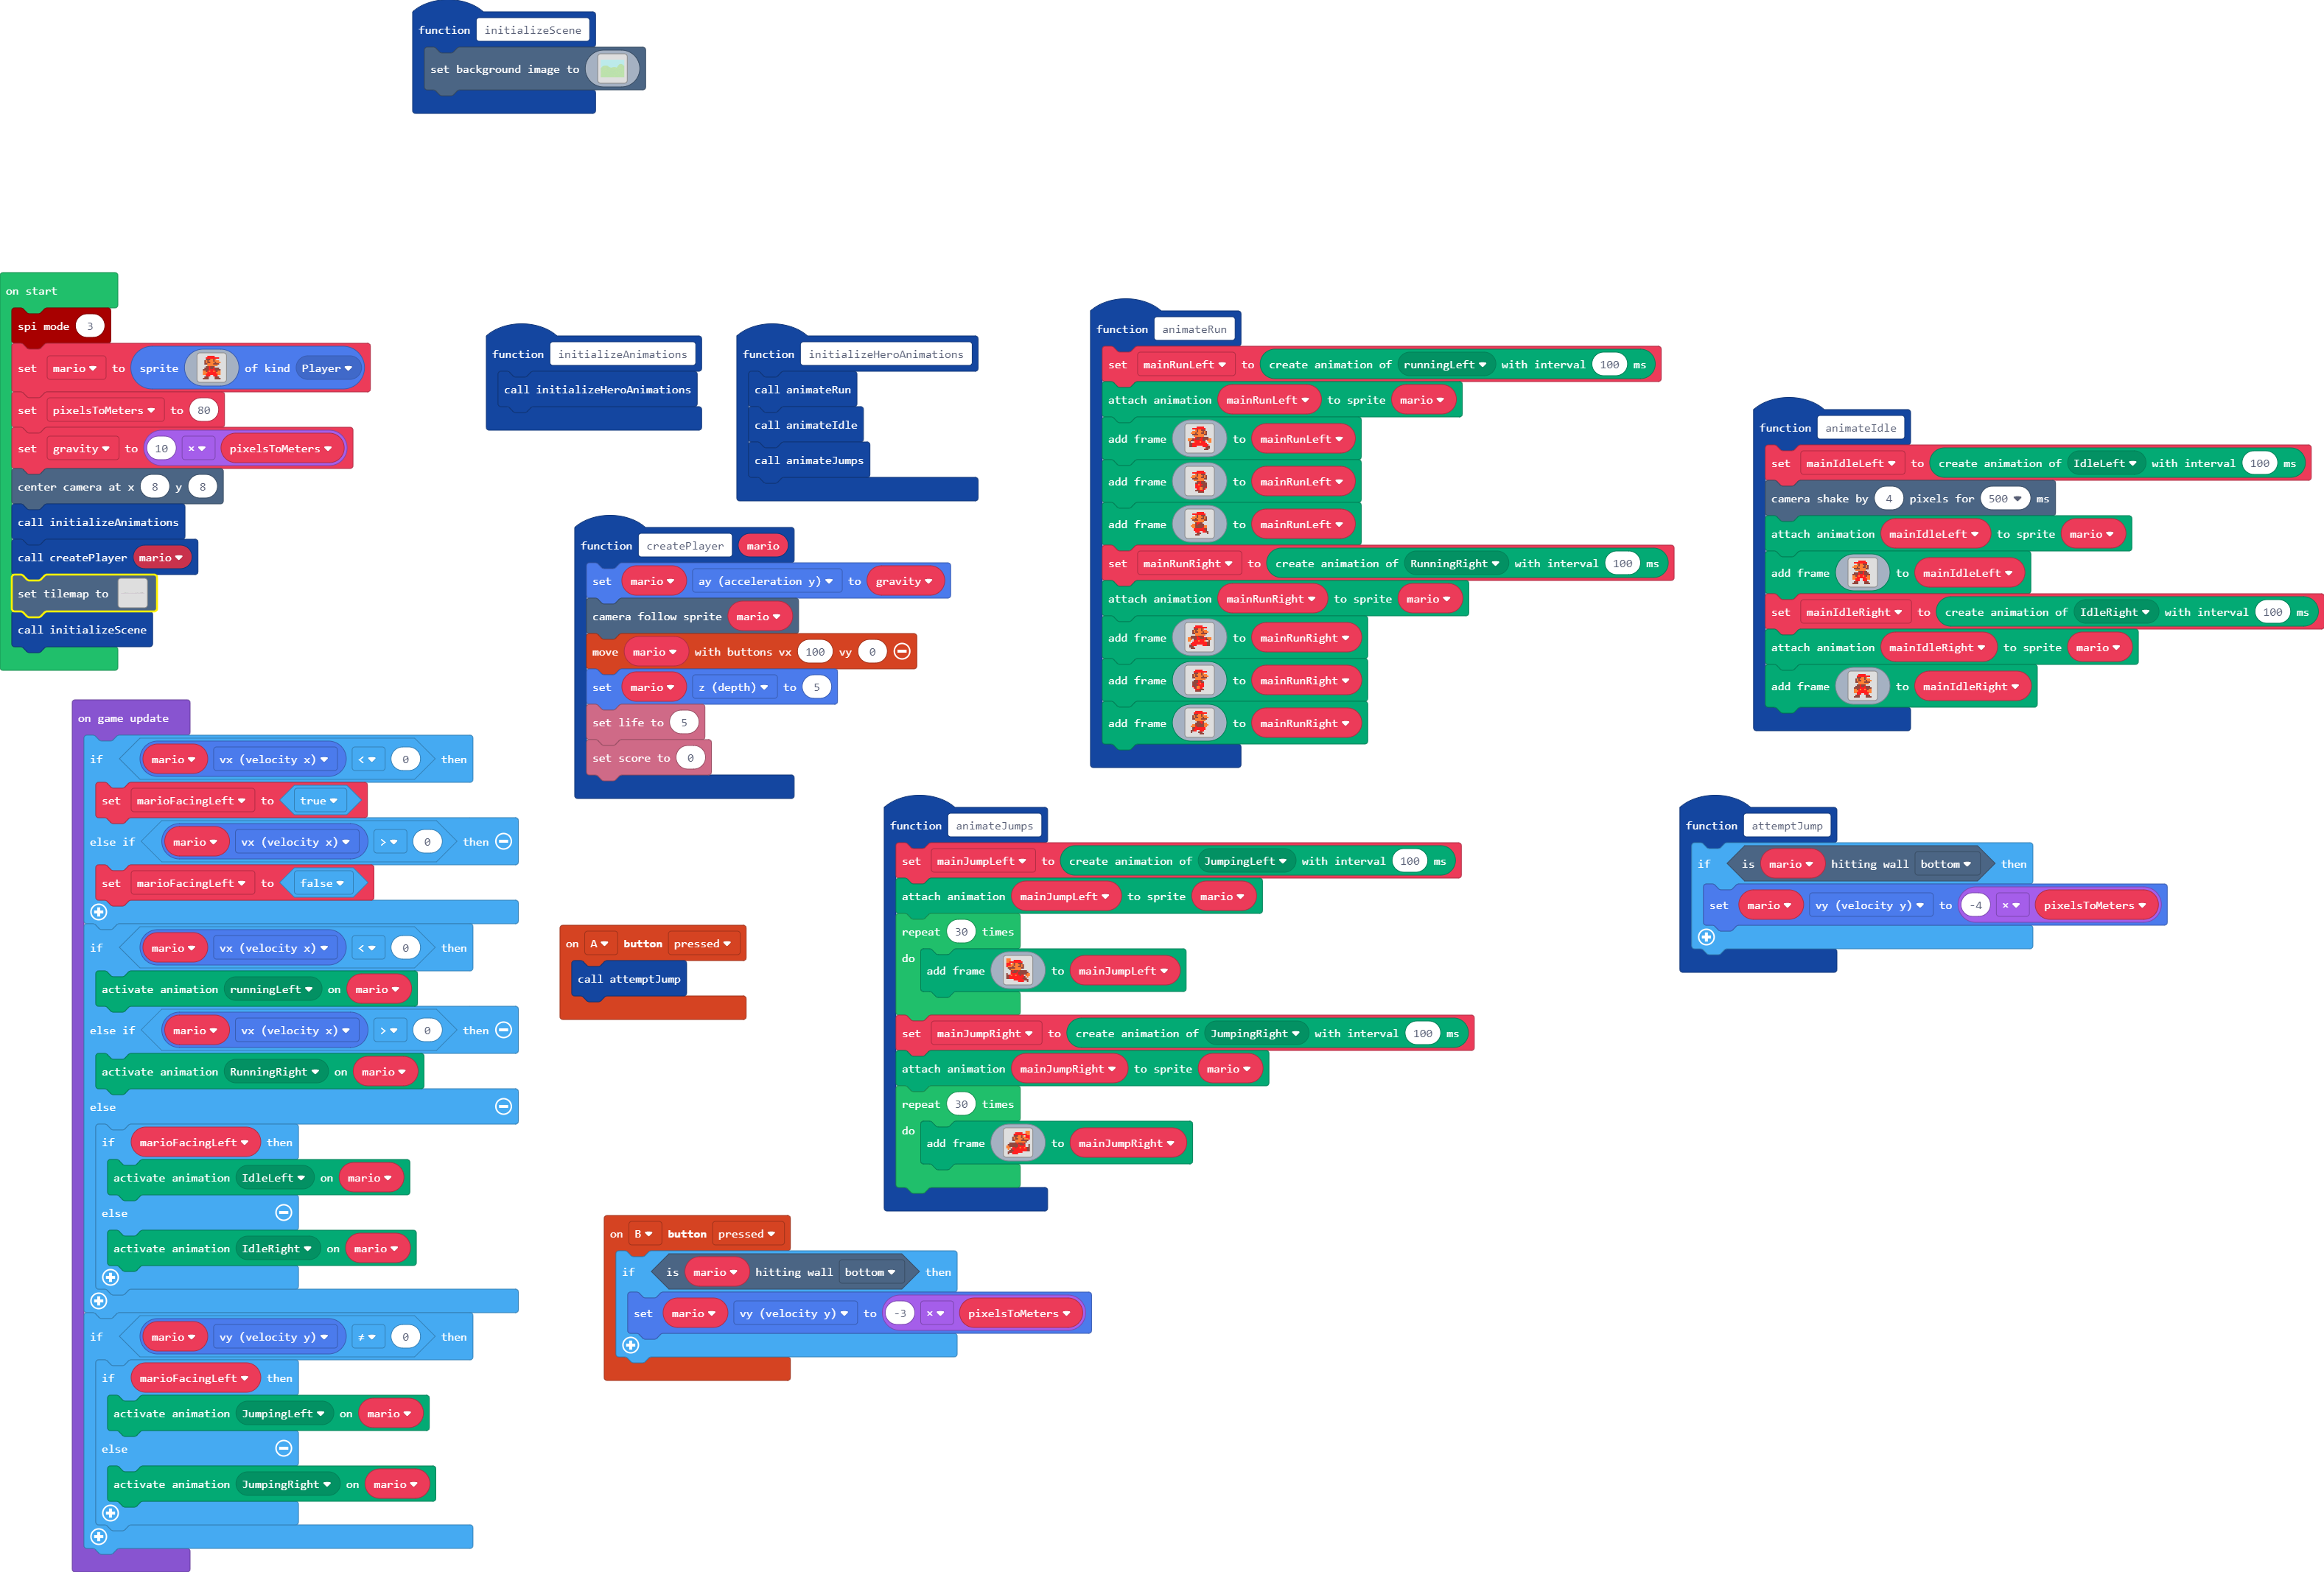 function initializeScene
set background image to
on start
spi mode 3
set mario to sprite of kind Player
set pixelsToMeters to 80
set gravity to 10 × pixelsToMeters
center camera at x 8 y 8
call initializeAnimations
call createPlayer mario
set tilemap to
call initializeScene
function initializeAnimations
call initializeHeroAnimations
function initializeHeroAnimations
call animateRun
call animateIdle
call animateJumps
function animateRun
set mainRunLeft to create animation of runningLeft with interval 100 ms
attach animation mainRunLeft to sprite mario
add frame to mainRunLeft
add frame to mainRunLeft
add frame to mainRunLeft
set mainRunRight to create animation of RunningRight with interval 100 ms
attach animation mainRunRight to sprite mario
add frame to mainRunRight
add frame to mainRunRight
add frame to mainRunRight
function animateIdle
set mainIdleLeft to create animation of IdleLeft with interval 100 ms
camera shake by 4 pixels for 500 ms
attach animation mainIdleLeft to sprite mario
add frame to mainIdleLeft
set mainIdleRight to create animation of IdleRight with interval 100 ms
attach animation mainIdleRight to sprite mario
add frame to mainIdleRight
function createPlayer mario
set mario ay (acceleration y) to gravity
camera follow sprite mario
move mario with buttons vx 100 vy 0
set mario z (depth) to 5
set life to 5
set score to 0
on game update
if mario vx (velocity x) < 0 then
set marioFacingLeft to true
else if mario vx (velocity x) > 0 then
set marioFacingLeft to false
if mario vx (velocity x) < 0 then
activate animation runningLeft on mario
else if mario vx (velocity x) > 0 then
activate animation RunningRight on mario
else
if marioFacingLeft then
activate animation IdleLeft on mario
else
activate animation IdleRight on mario
if mario vy (velocity y) ≠ 0 then
if marioFacingLeft then
activate animation JumpingLeft on mario
else
activate animation JumpingRight on mario
on A button pressed
call attemptJump
function animateJumps
set mainJumpLeft to create animation of JumpingLeft with interval 100 ms
attach animation mainJumpLeft to sprite mario
repeat 30 times
do add frame to mainJumpLeft
set mainJumpRight to create animation of JumpingRight with interval 100 ms
attach animation mainJumpRight to sprite mario
repeat 30 times
do add frame to mainJumpRight
function attemptJump
if is mario hitting wall bottom then
set mario vy (velocity y) to -4 × pixelsToMeters
on B button pressed
if is mario hitting wall bottom then
set mario vy (velocity y) to -3 × pixelsToMeters